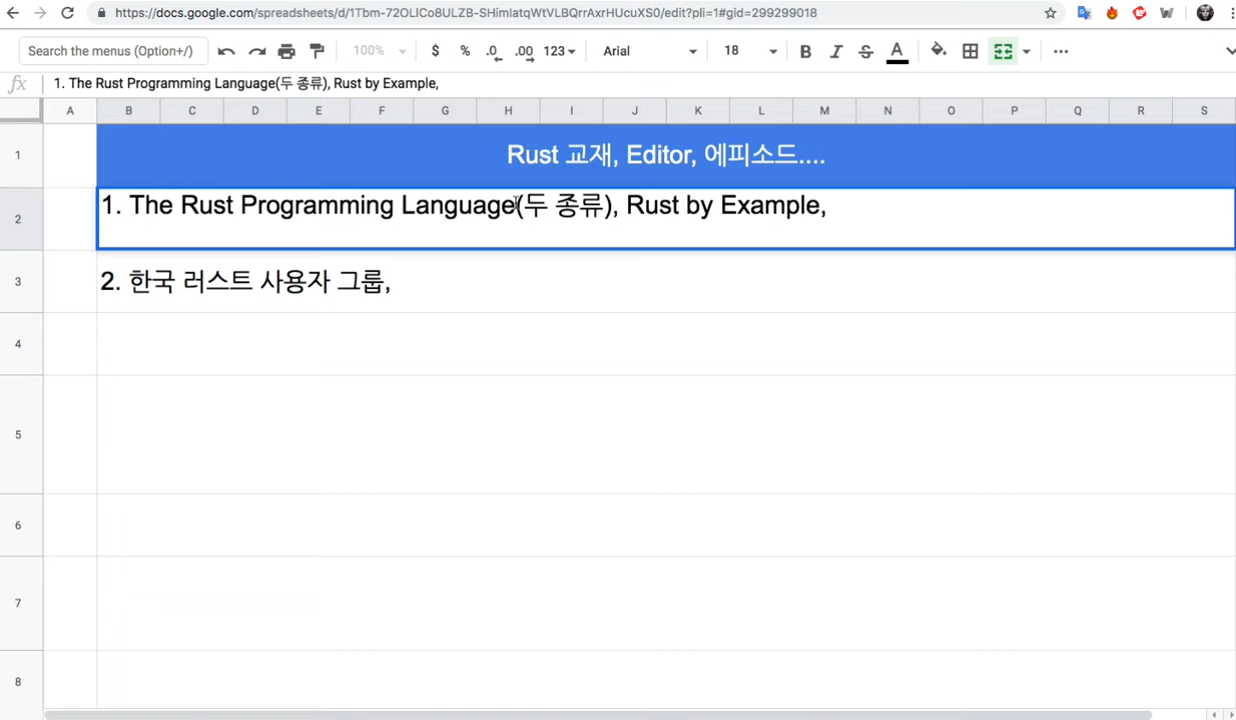 https://docs.google.com/spreadsheets/d/1Tbm-72OLICo8ULZB-SHimIatqWtVLBQrrAxrHUcuXS0/edit?pli=1#gid=299299018
Search the menus (Option+/) 100% $ % .0 .00 123 Arial 18 B I S A
fx 1. The Rust Programming Language(두 종류), Rust by Example,
A B C D E F G H I J K L M N O P Q R S
1 Rust 교재, Editor, 에피소드....
2 1. The Rust Programming Language(두 종류), Rust by Example,
3 2. 한국 러스트 사용자 그룹,
4
5
6
7
8